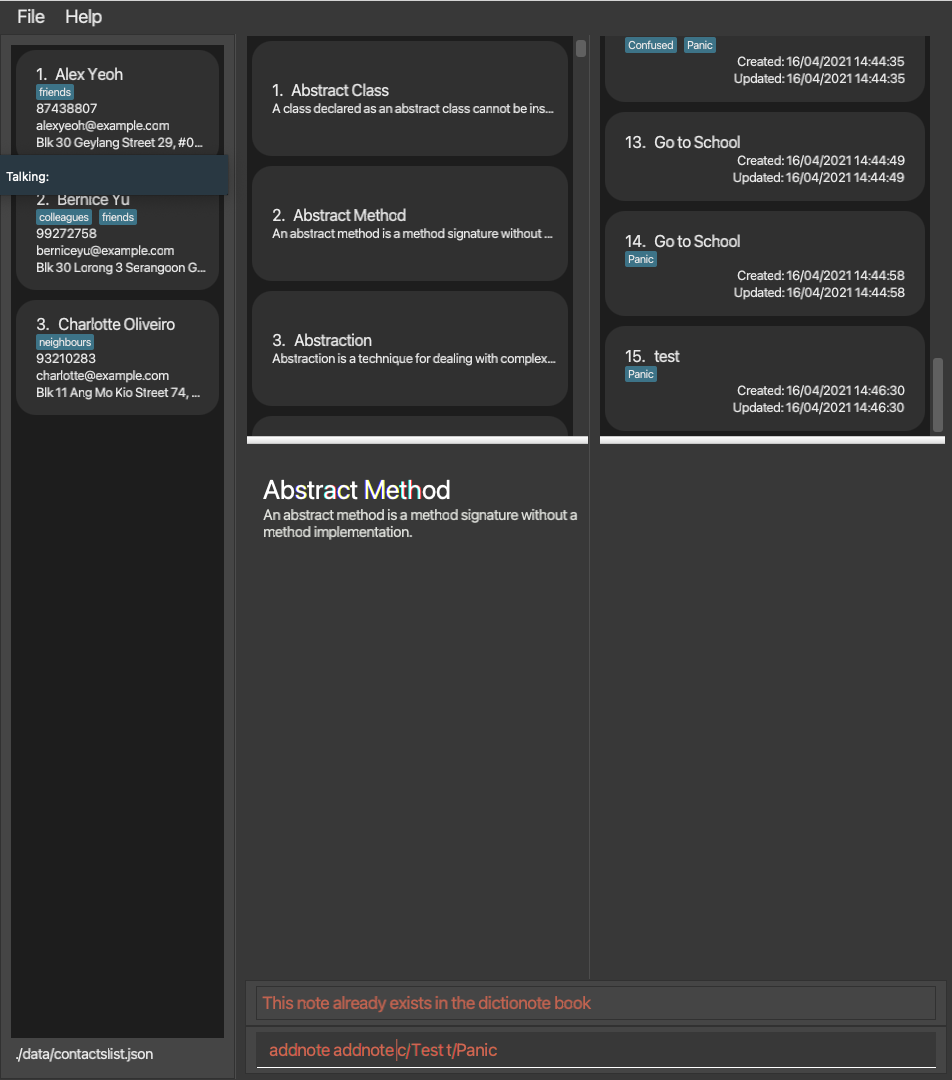 File Help
1. Alex Yeoh
friends
87438807
alexyeoh@example.com
Blk 30 Geylang Street 29, #0...
Talking:
2. Bernice Yu
colleagues friends
99272758
berniceyu@example.com
Blk 30 Lorong 3 Serangoon G...
3. Charlotte Oliveiro
neighbours
93210283
charlotte@example.com
Blk 11 Ang Mo Kio Street 74, ...
./data/contactslist.json
1. Abstract Class
A class declared as an abstract class cannot be ins...
2. Abstract Method
An abstract method is a method signature without ...
3. Abstraction
Abstraction is a technique for dealing with complex...
Abstract Method
An abstract method is a method signature without a
method implementation.
Confused Panic
Created: 16/04/2021 14:44:35
Updated: 16/04/2021 14:44:35
13. Go to School
Created: 16/04/2021 14:44:49
Updated: 16/04/2021 14:44:49
14. Go to School
Panic
Created: 16/04/2021 14:44:58
Updated: 16/04/2021 14:44:58
15. test
Panic
Created: 16/04/2021 14:46:30
Updated: 16/04/2021 14:46:30
This note already exists in the dictionote book
addnote addnote c/Test t/Panic